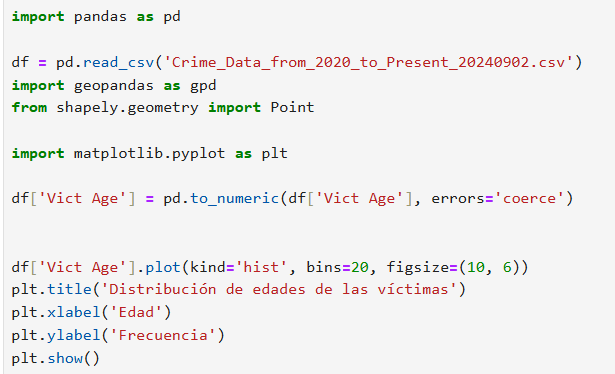 import pandas as pd
df = pd.read_csv('Crime_Data_from_2020_to_Present_20240902.csv')
import geopandas as gpd
from shapely.geometry import Point
import matplotlib.pyplot as plt
df['Vict Age'] = pd.to_numeric(df['Vict Age'], errors='coerce')
df['Vict Age'].plot(kind='hist', bins=20, figsize=(10, 6))
plt.title('Distribución de edades de las víctimas')
plt.xlabel('Edad')
plt.ylabel('Frecuencia')
plt.show()